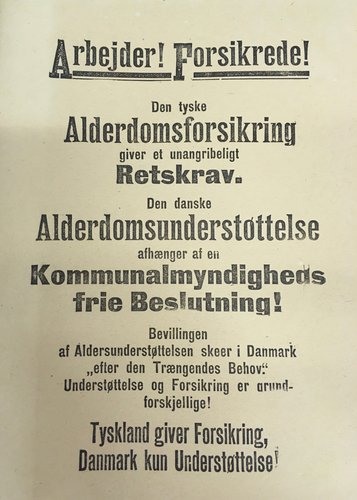 Arbejder! Forsikrede!
Den tyske
Alderdomsforsikring
giver et unangribeligt
Retskrav.
Den danske
Alderdomsunderstøttelse
afhænger af en
Kommunalmyndigheds
frie Beslutning!
Bevillingen
af Aldersunderstøttelsen skeer i Danmark
„efter den Trængendes Behov.“
Understøttelse og Forsikring er grund-
forskjellige!
Tyskland giver Forsikring,
Danmark kun Understøttelse!